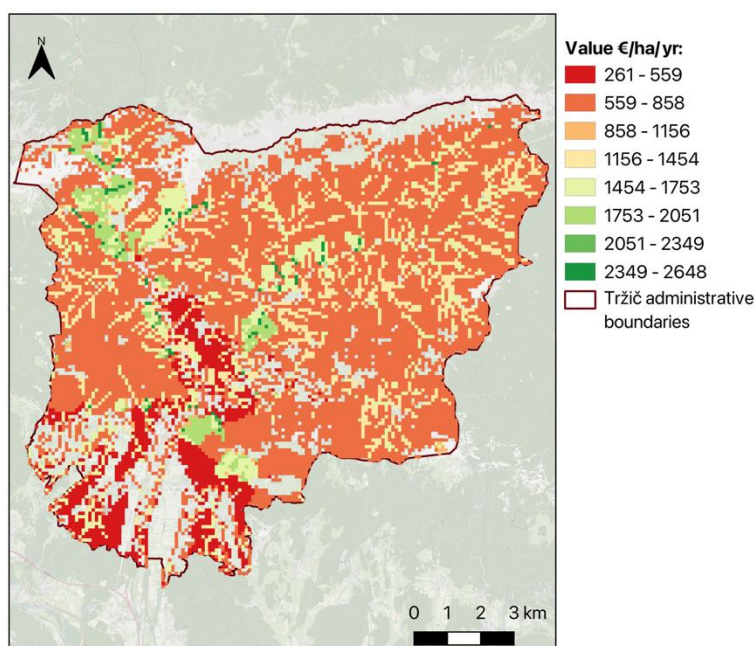 N
Value €/ha/yr:
261 - 559
559 - 858
858 - 1156
1156 - 1454
1454 - 1753
1753 - 2051
2051 - 2349
2349 - 2648
Tržič administrative
boundaries
0 1 2 3 km